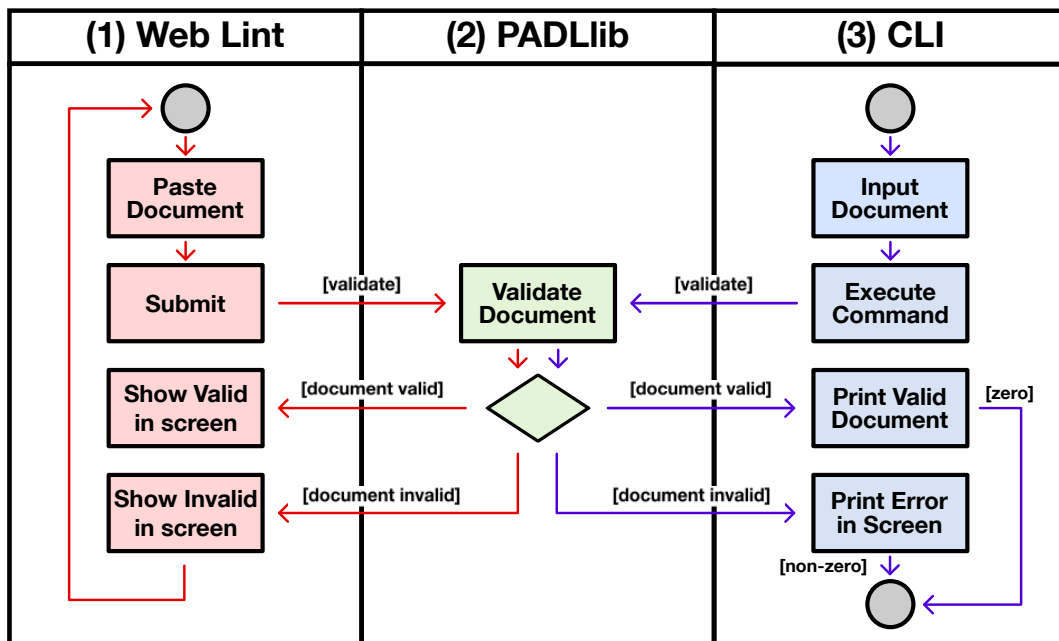 (1) Web Lint
(2) PADLlib
(3) CLI
Paste
Document
Input
Document
Submit
[validate]
Validate
Document
[validate]
Execute
Command
Show Valid
in screen
[document valid]
[document valid]
Print Valid
Document
[zero]
Show Invalid
in screen
[document invalid]
[document invalid]
Print Error
in Screen
[non-zero]